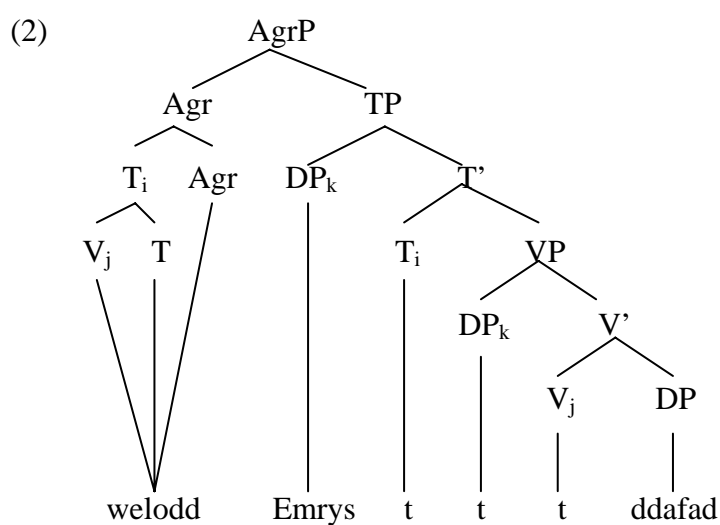 (2) AgrP
Agr TP
Tᵢ Agr DPₖ T’
Vⱼ T Tᵢ VP
DPₖ V’
Vⱼ DP
welodd Emrys t t t ddafad